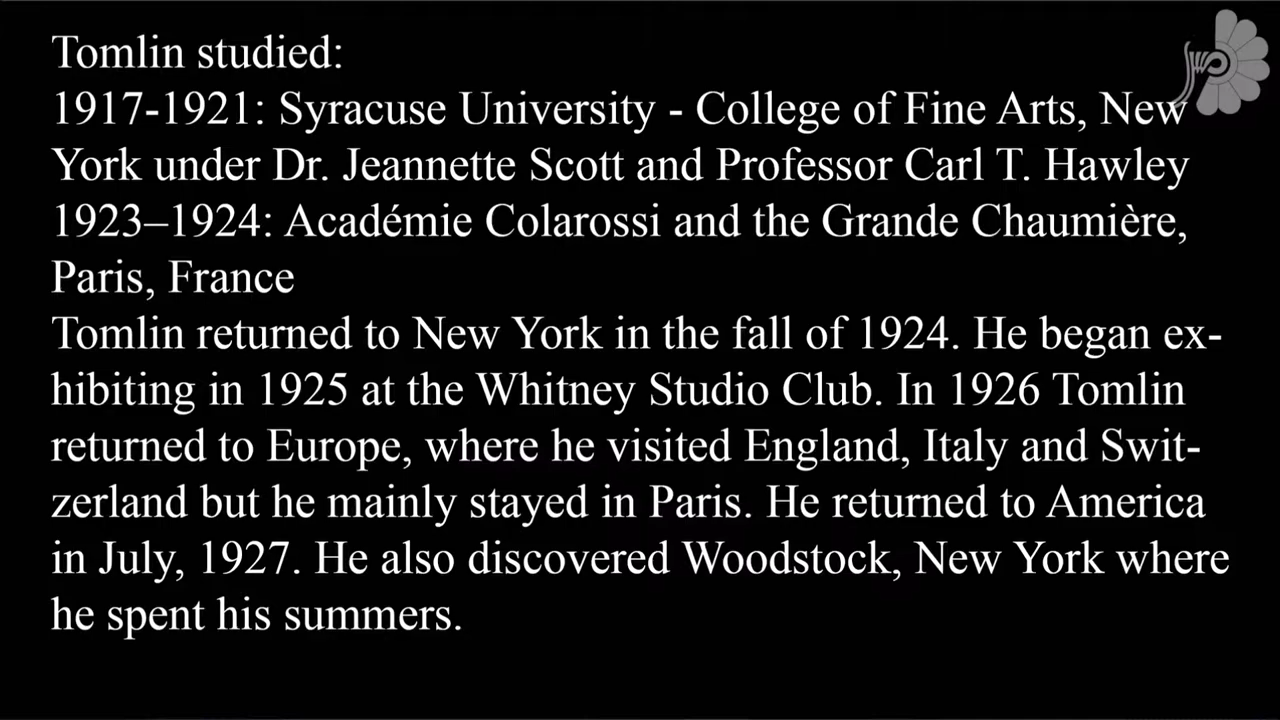 Tomlin studied:
1917-1921: Syracuse University - College of Fine Arts, New
York under Dr. Jeannette Scott and Professor Carl T. Hawley
1923–1924: Académie Colarossi and the Grande Chaumière,
Paris, France
Tomlin returned to New York in the fall of 1924. He began ex-
hibiting in 1925 at the Whitney Studio Club. In 1926 Tomlin
returned to Europe, where he visited England, Italy and Swit-
zerland but he mainly stayed in Paris. He returned to America
in July, 1927. He also discovered Woodstock, New York where
he spent his summers.